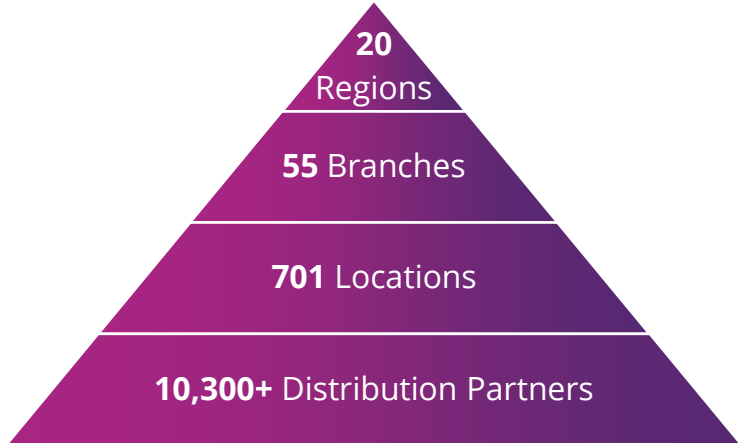 20
Regions
55 Branches
701 Locations
10,300+ Distribution Partners